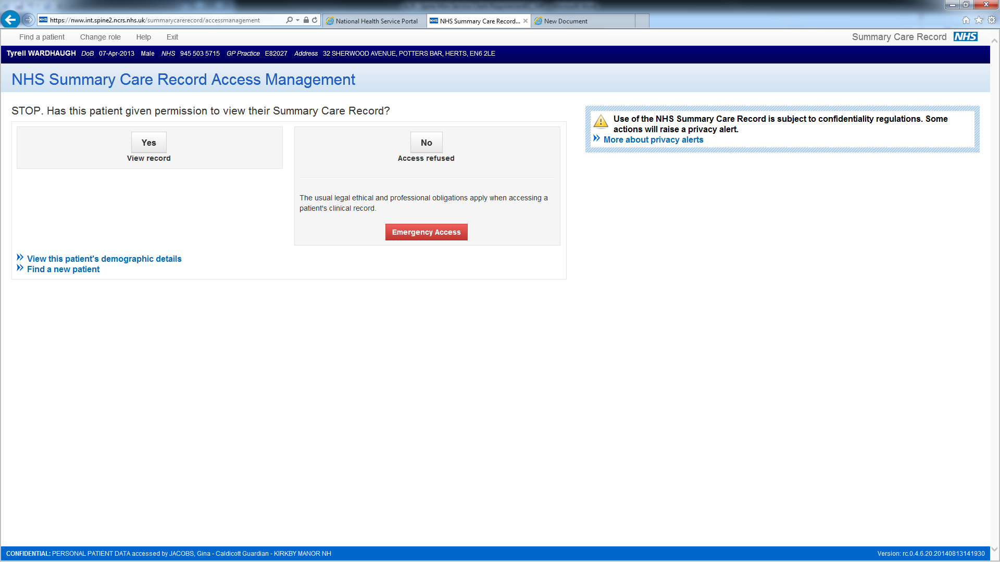 NHS https://nww.int.spine2.ncrs.nhs.uk/summarycarerecord/accessmanagement
National Health Service Portal
NHS NHS Summary Care Record...
New Document
Find a patient Change role Help Exit
Summary Care Record NHS
Tyrell WARDHAUGH DoB 07-Apr-2013 Male NHS 945 503 5715 GP Practice E82027 Address 32 SHERWOOD AVENUE, POTTERS BAR, HERTS, EN6 2LE
NHS Summary Care Record Access Management
STOP. Has this patient given permission to view their Summary Care Record?
Yes
View record
No
Access refused
The usual legal ethical and professional obligations apply when accessing a
patient's clinical record.
Emergency Access
View this patient's demographic details
Find a new patient
Use of the NHS Summary Care Record is subject to confidentiality regulations. Some
actions will raise a privacy alert.
More about privacy alerts
CONFIDENTIAL: PERSONAL PATIENT DATA accessed by JACOBS, Gina - Caldicott Guardian - KIRKBY MANOR NH
Version: rc.0.4.6.20.20140813141930